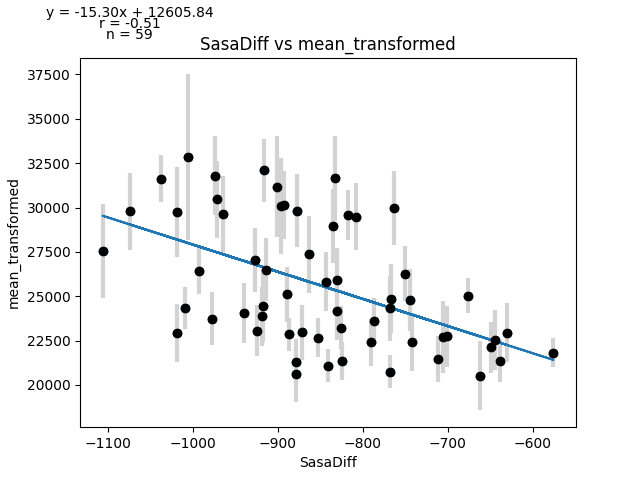 y = -15.30x + 12605.84
r = -0.51
n = 59
SasaDiff vs mean_transformed
37500
35000
32500
30000
27500
25000
22500
20000
mean_transformed
−1100 −1000 −900 −800 −700 −600
SasaDiff